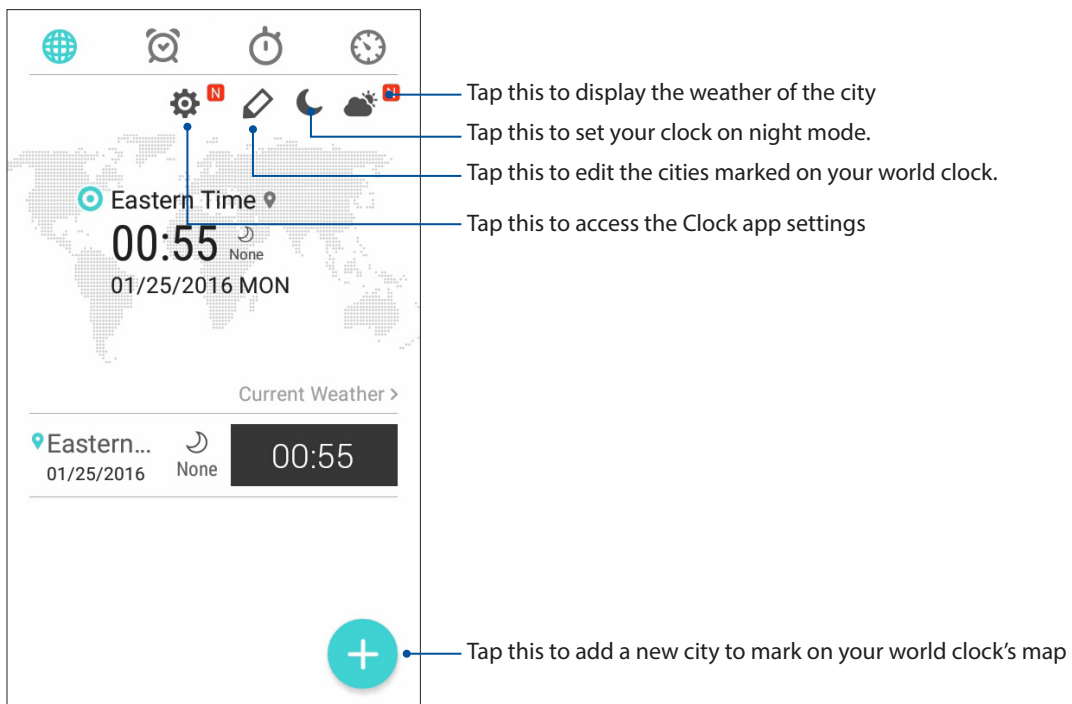 N
N
Tap this to display the weather of the city
Tap this to set your clock on night mode.
Tap this to edit the cities marked on your world clock.
Tap this to access the Clock app settings
Eastern Time
00:55
None
01/25/2016 MON
Current Weather >
Eastern...
01/25/2016
None
00:55
Tap this to add a new city to mark on your world clock’s map